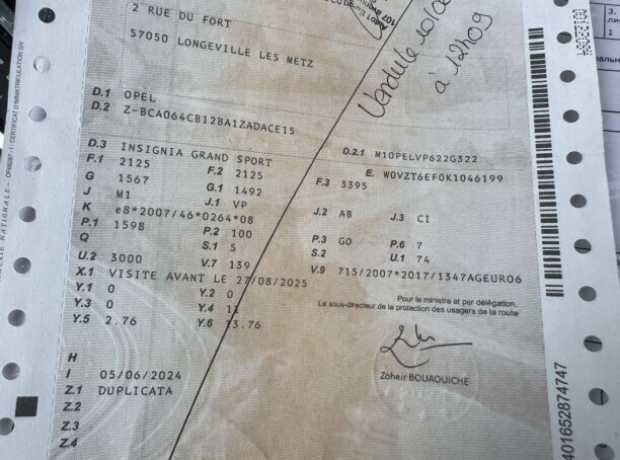 2 RUE DU FORT
57050 LONGEVILLE LES METZ
Vendu le
à 12h09
D.1 OPEL
D.2 Z-BCA064CB12BA1ZADACE15
D.2.1 M10PELVP622G322
D.3 INSIGNIA GRAND SPORT
E. W0VZT6EF0K1046199
F.1 2125 F.2 2125 F.3 3395
G 1567 G.1 1492
J M1 J.1 VP J.2 AB J.3 CI
K e8*2007/46*0264*08
P.1 1598 P.2 100 P.3 GO P.6 7
Q S.1 5 S.2 U.1 74
U.2 3000 V.7 139 V.9 715/2007*2017/1347AGEURO6
X.1 VISITE AVANT LE 27/08/2025
Y.1 0 Y.2 0
Y.3 0 Y.4 11
Y.5 2.76 Y.6 13.76
Pour le ministre et par délégation,
Le sous-directeur de la protection des usagers de la route
Zoheir BOUAOUICHE
H
I 05/06/2024
Z.1 DUPLICATA
Z.2
Z.3
Z.4
401652874747